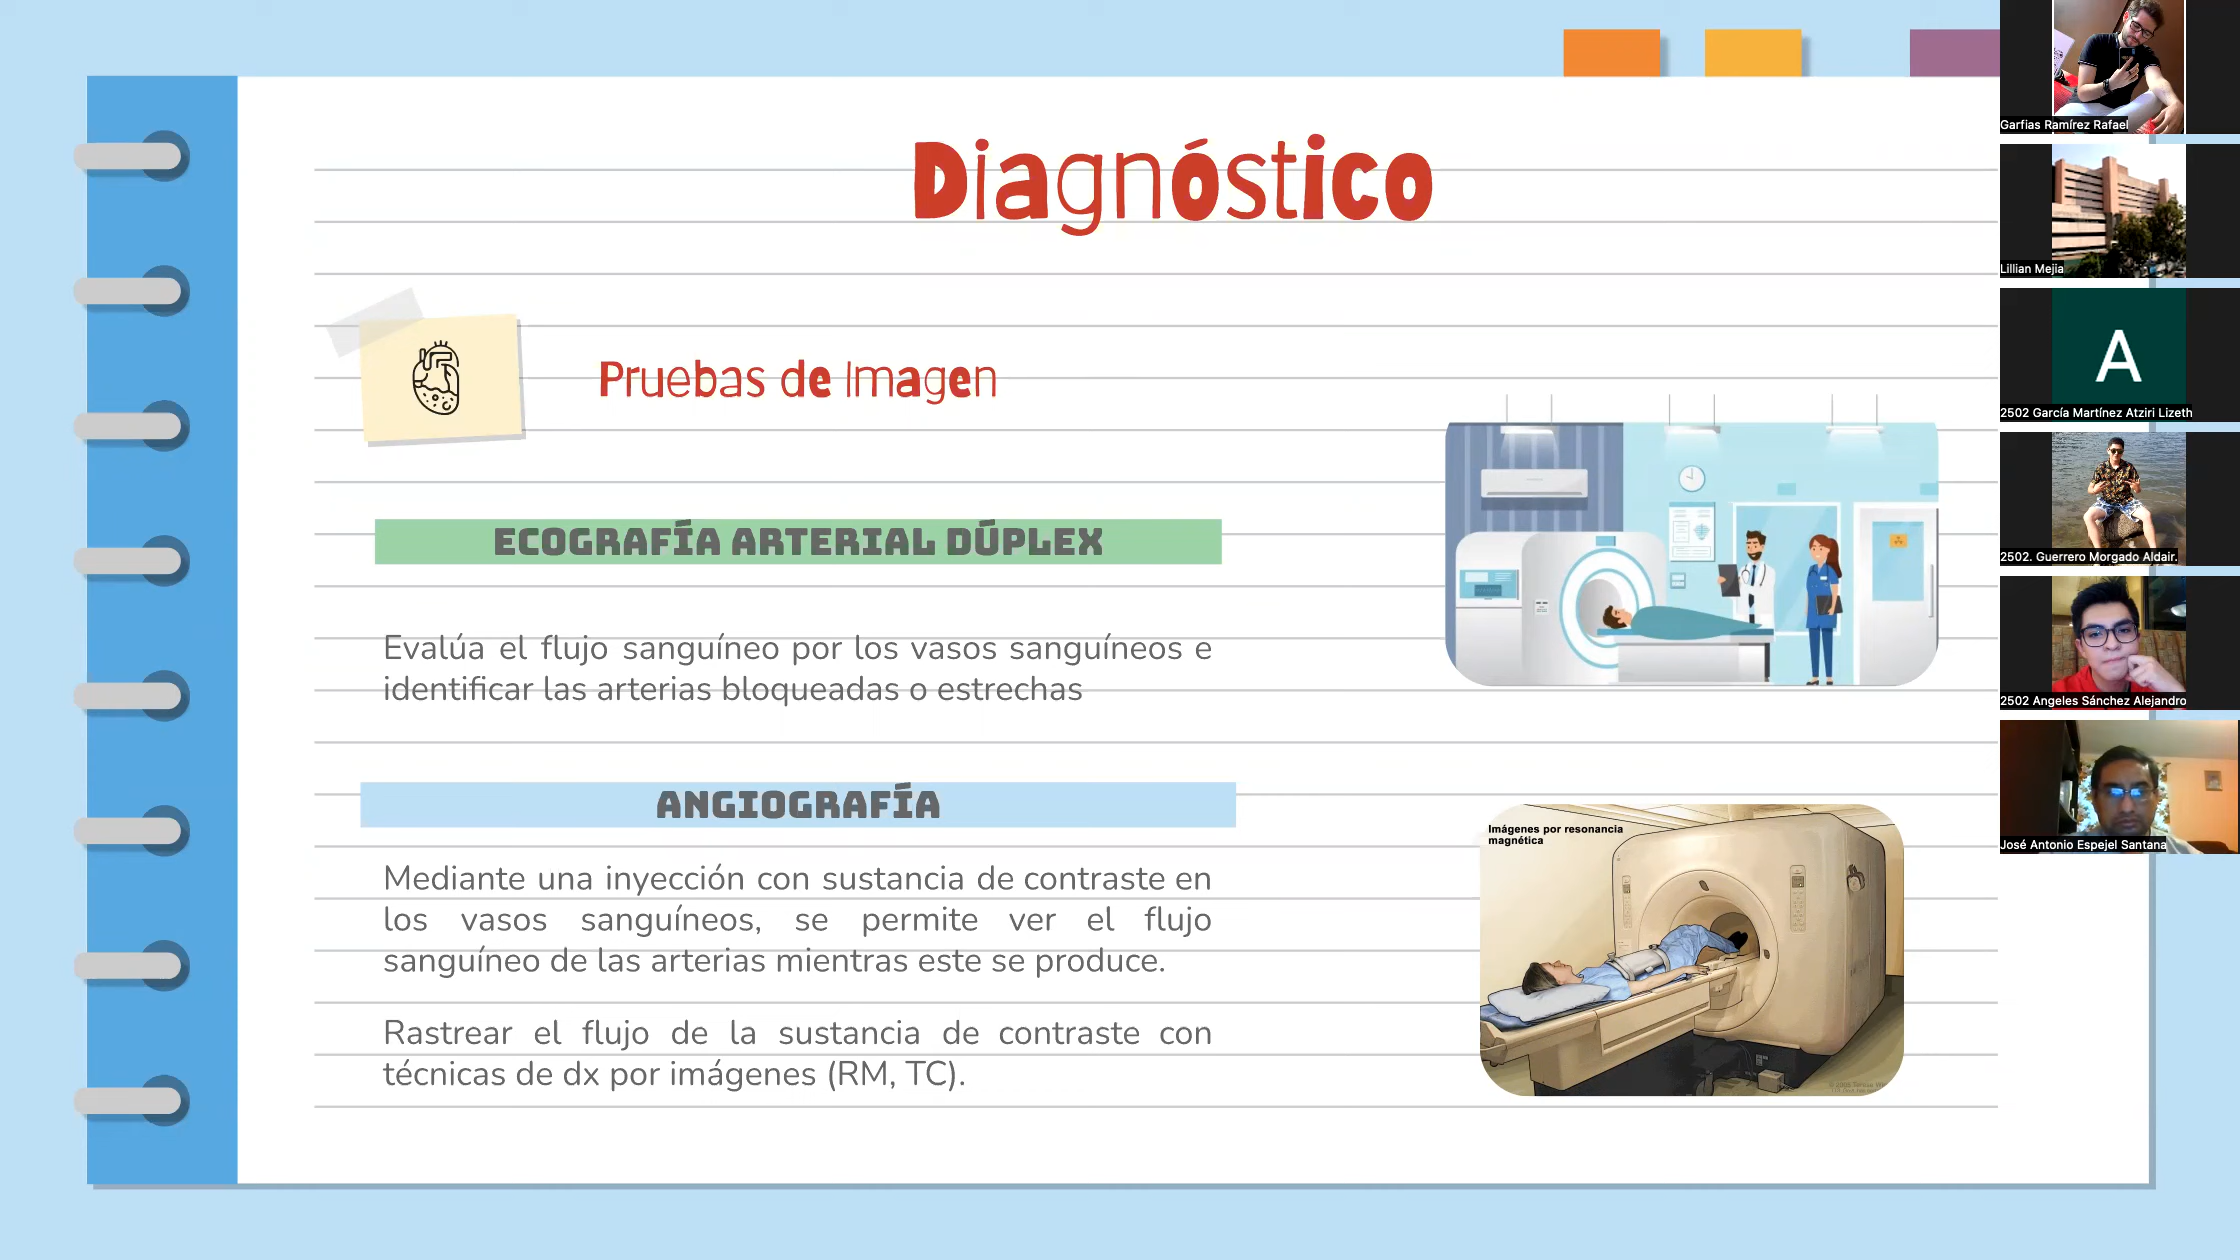 Diagnóstico
Pruebas de Imagen
ECOGRAFÍA ARTERIAL DÚPLEX
Evalúa el flujo sanguíneo por los vasos sanguíneos e
identificar las arterias bloqueadas o estrechas
ANGIOGRAFÍA
Mediante una inyección con sustancia de contraste en
los vasos sanguíneos, se permite ver el flujo
sanguíneo de las arterias mientras este se produce.
Rastrear el flujo de la sustancia de contraste con
técnicas de dx por imágenes (RM, TC).
Imágenes por resonancia
magnética
Garfias Ramírez Rafael
Lillian Mejia
A
2502 García Martínez Atziri Lizeth
2502. Guerrero Morgado Aldair.
2502 Angeles Sánchez Alejandro
José Antonio Espejel Santana